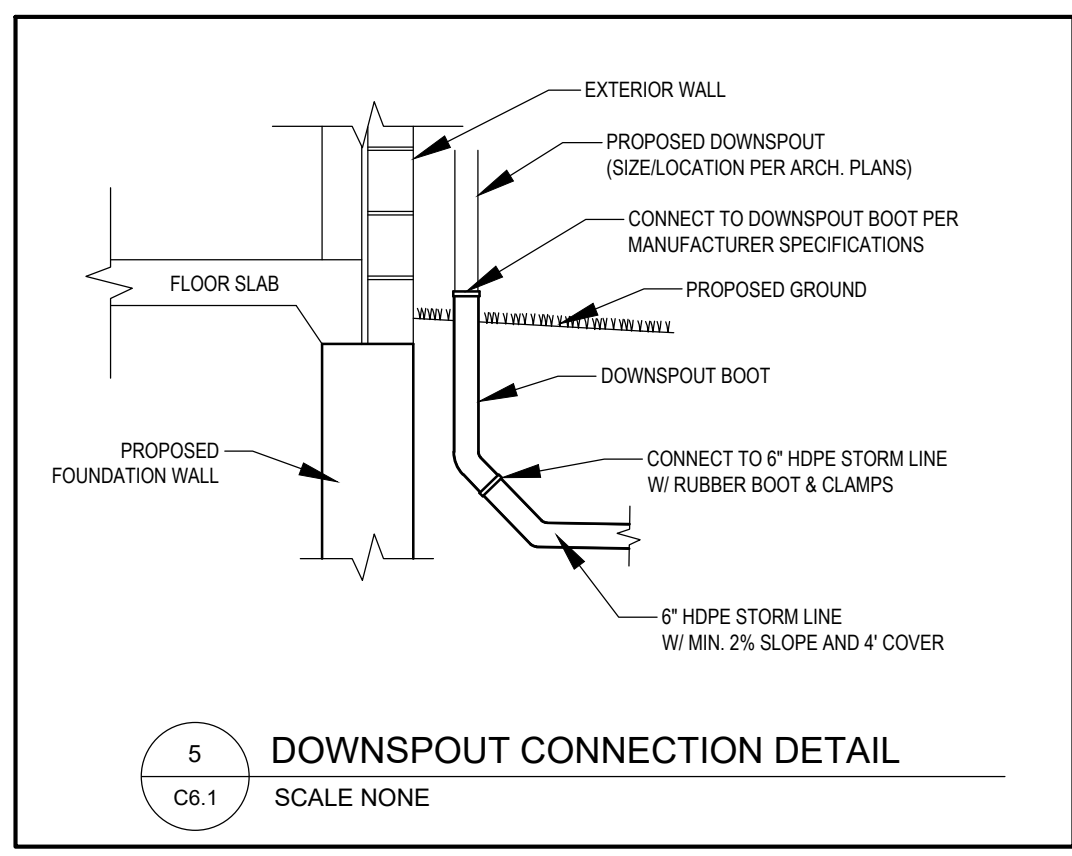 EXTERIOR WALL
PROPOSED DOWNSPOUT
(SIZE/LOCATION PER ARCH. PLANS)
CONNECT TO DOWNSPOUT BOOT PER
MANUFACTURER SPECIFICATIONS
FLOOR SLAB
PROPOSED GROUND
DOWNSPOUT BOOT
PROPOSED
FOUNDATION WALL
CONNECT TO 6" HDPE STORM LINE
W/ RUBBER BOOT & CLAMPS
6" HDPE STORM LINE
W/ MIN. 2% SLOPE AND 4' COVER
5
DOWNSPOUT CONNECTION DETAIL
C6.1
SCALE NONE